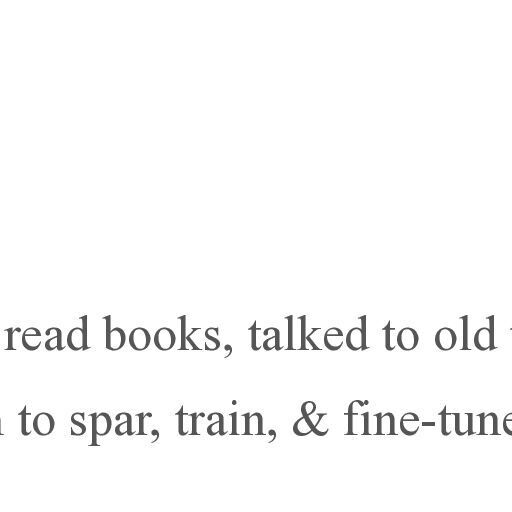 read books, talked to old
to spar, train, & fine-tune